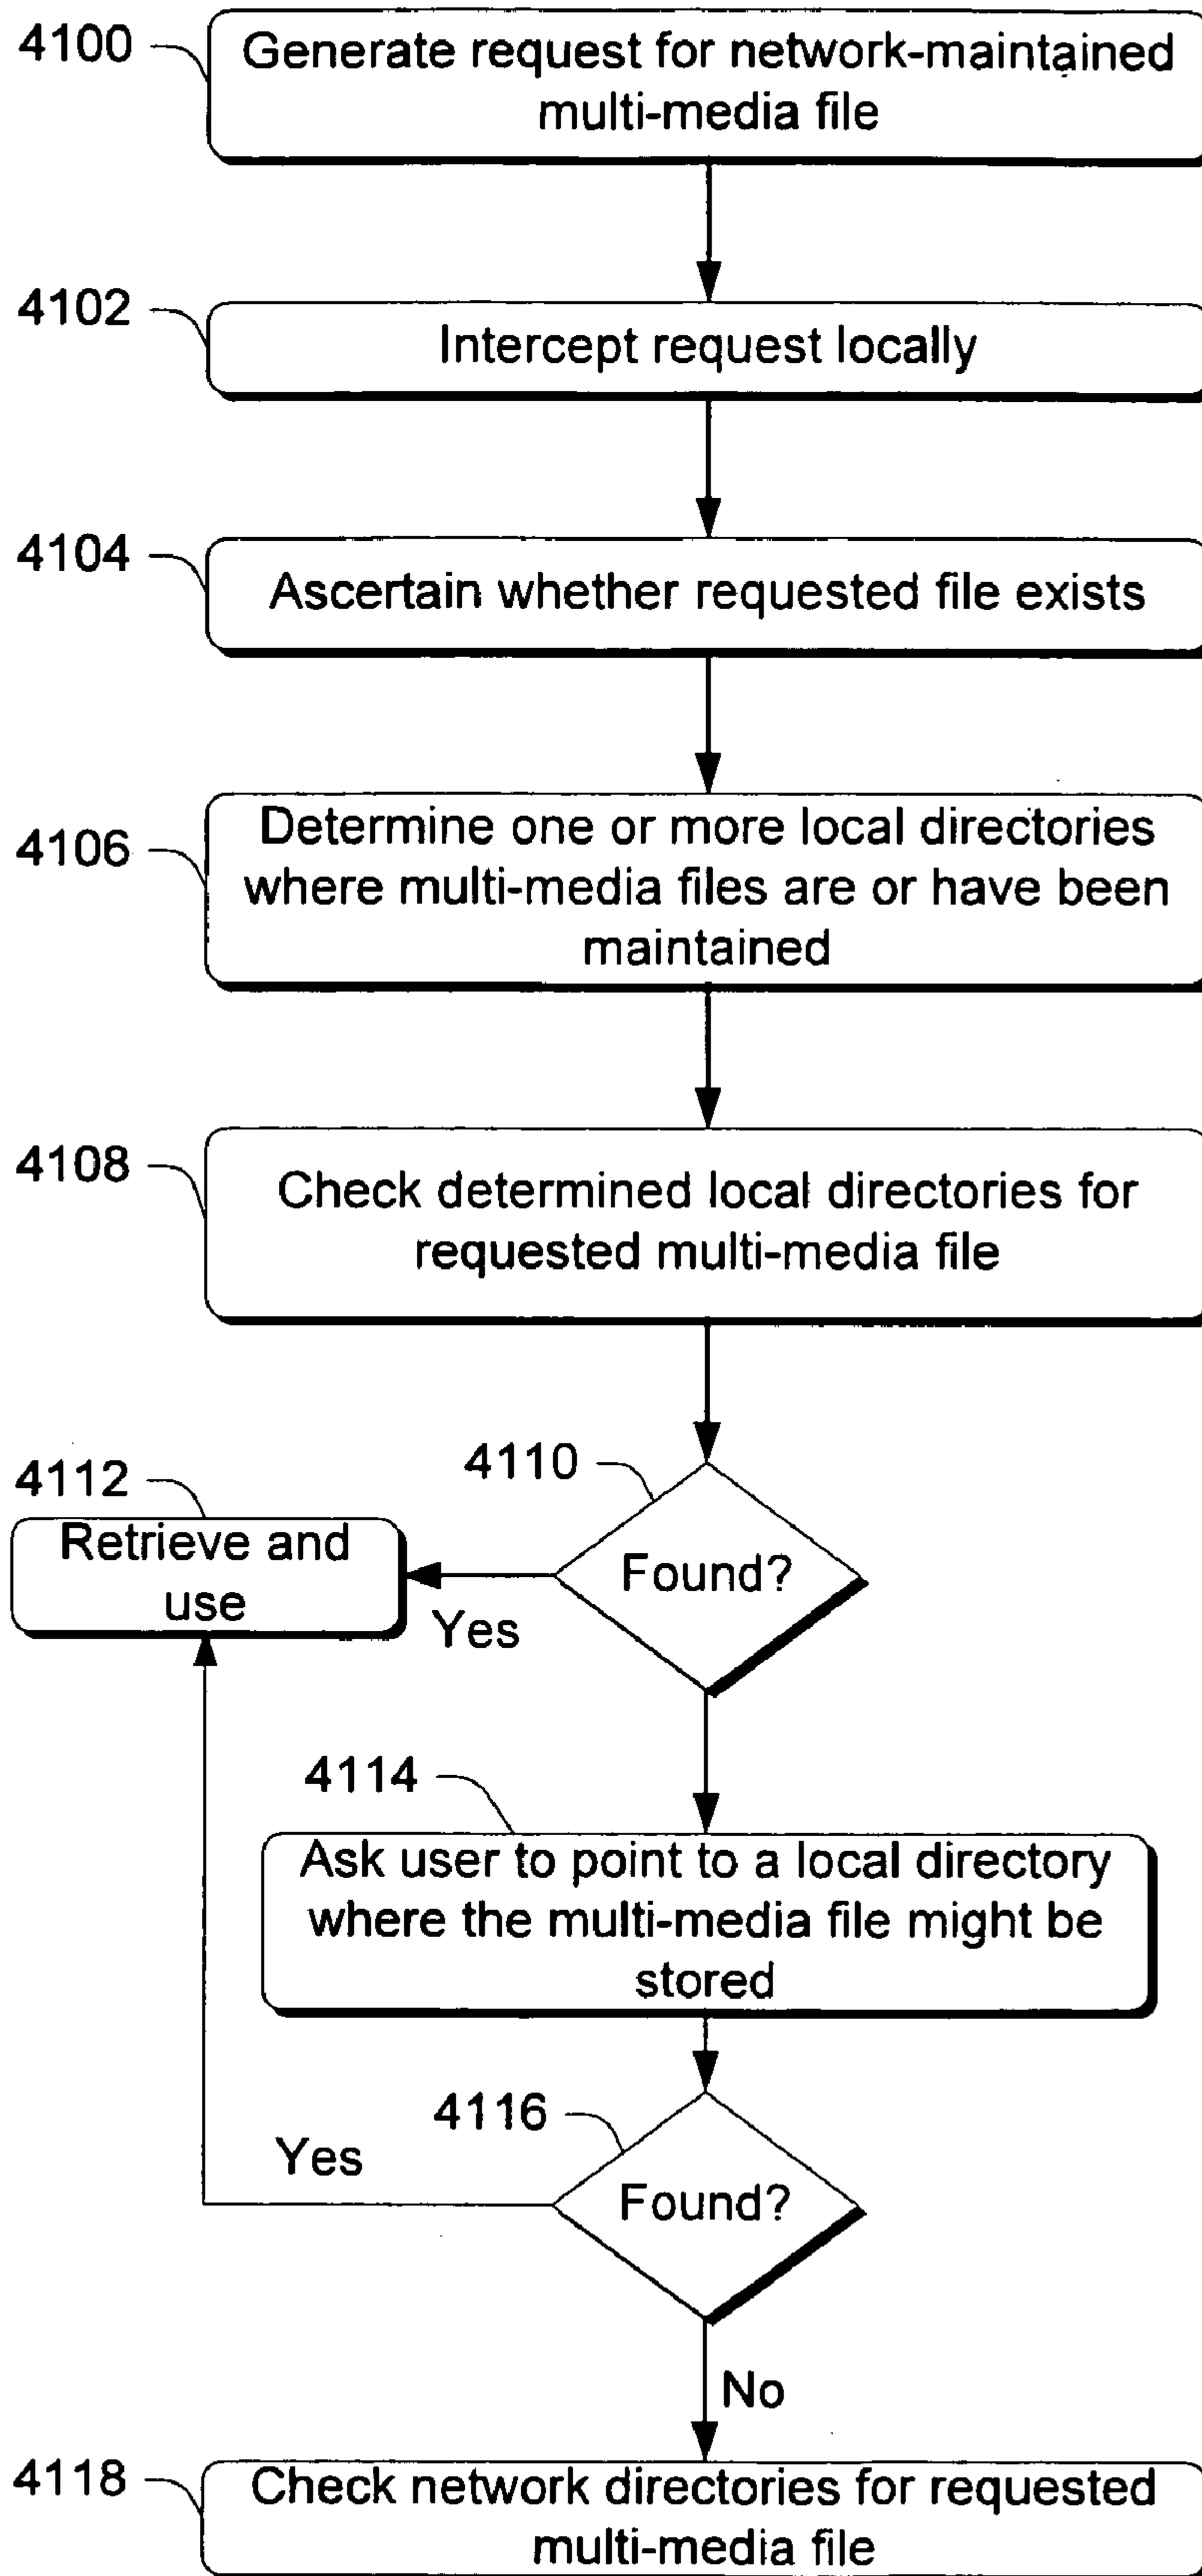 4100
Generate request for network-maintained
multi-media file
4102
Intercept request locally
4104
Ascertain whether requested file exists
4106
Determine one or more local directories
where multi-media files are or have been
maintained
4108
Check determined local directories for
requested multi-media file
4110
Found?
4112
Retrieve and
use
Yes
4114
Ask user to point to a local directory
where the multi-media file might be
stored
4116
Found?
Yes
No
4118
Check network directories for requested
multi-media file